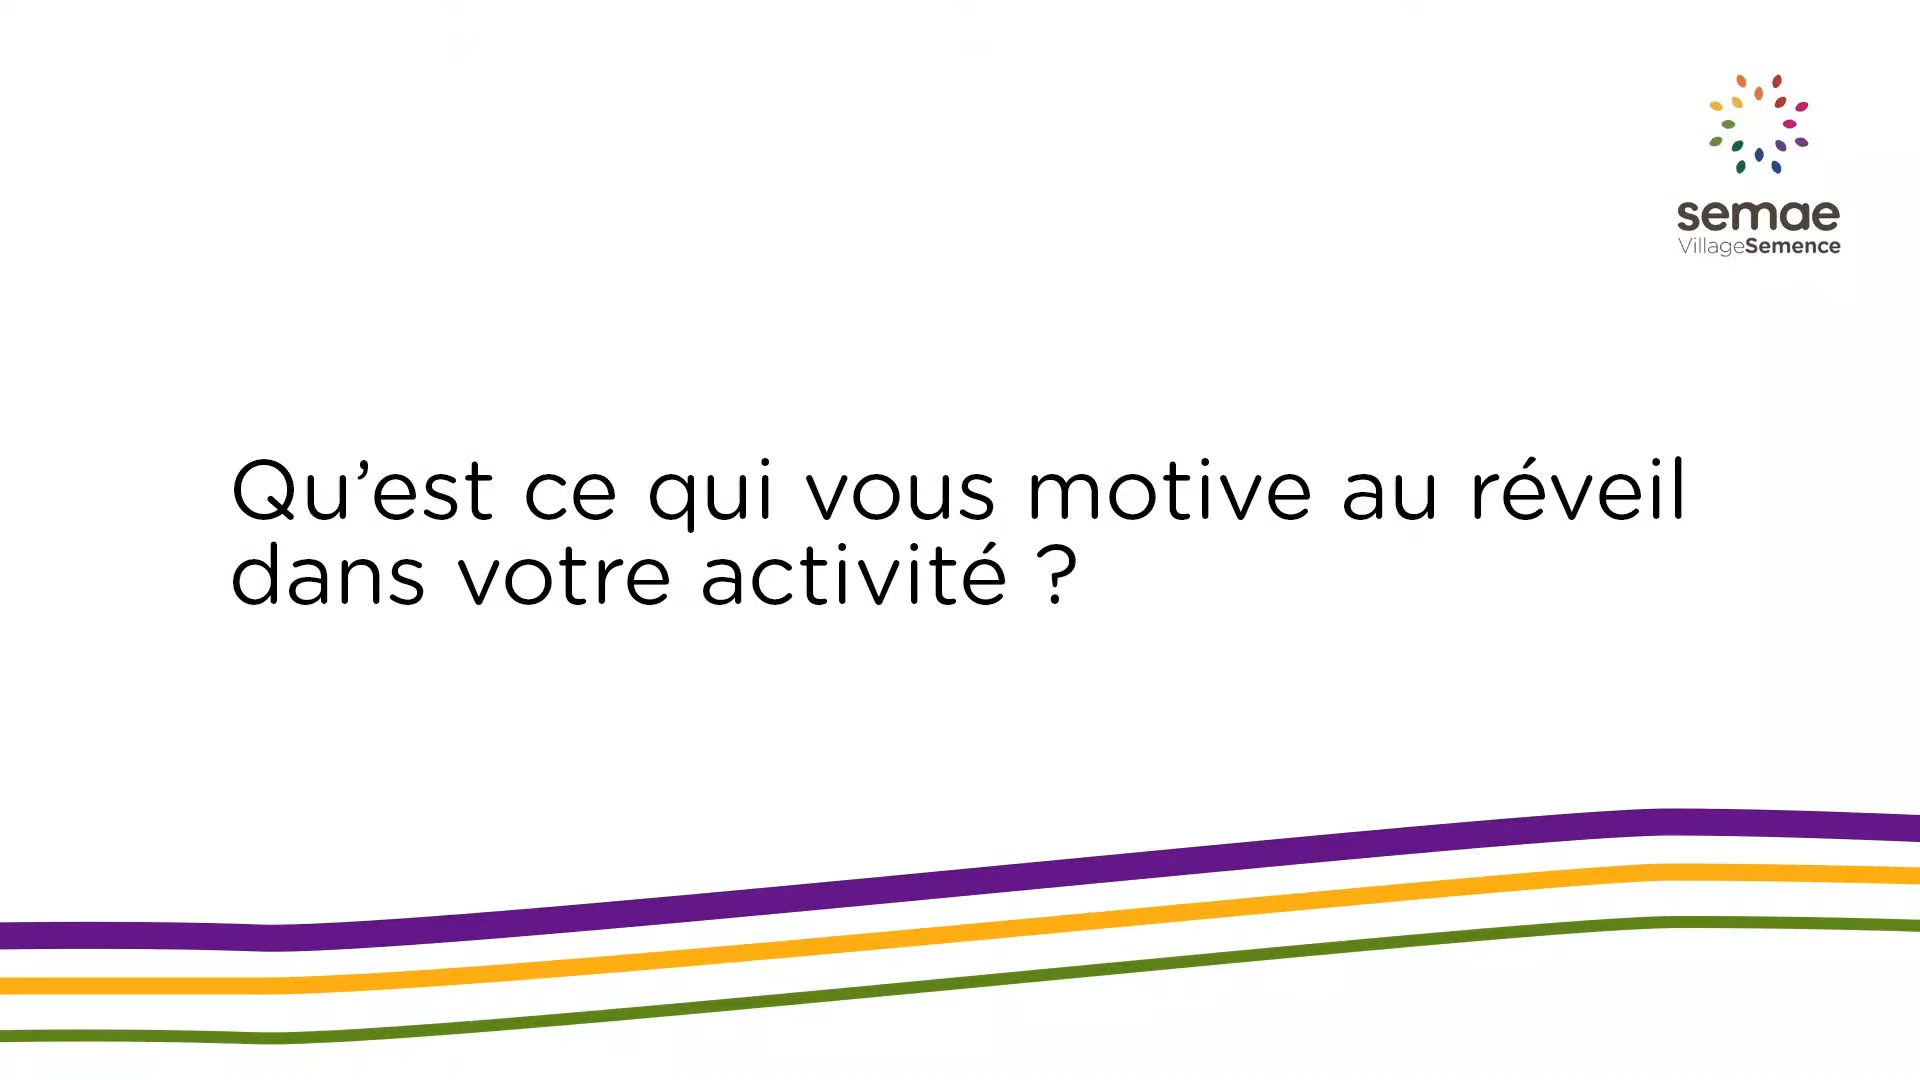 semae
VillageSemence
Qu’est ce qui vous motive au réveil
dans votre activité ?